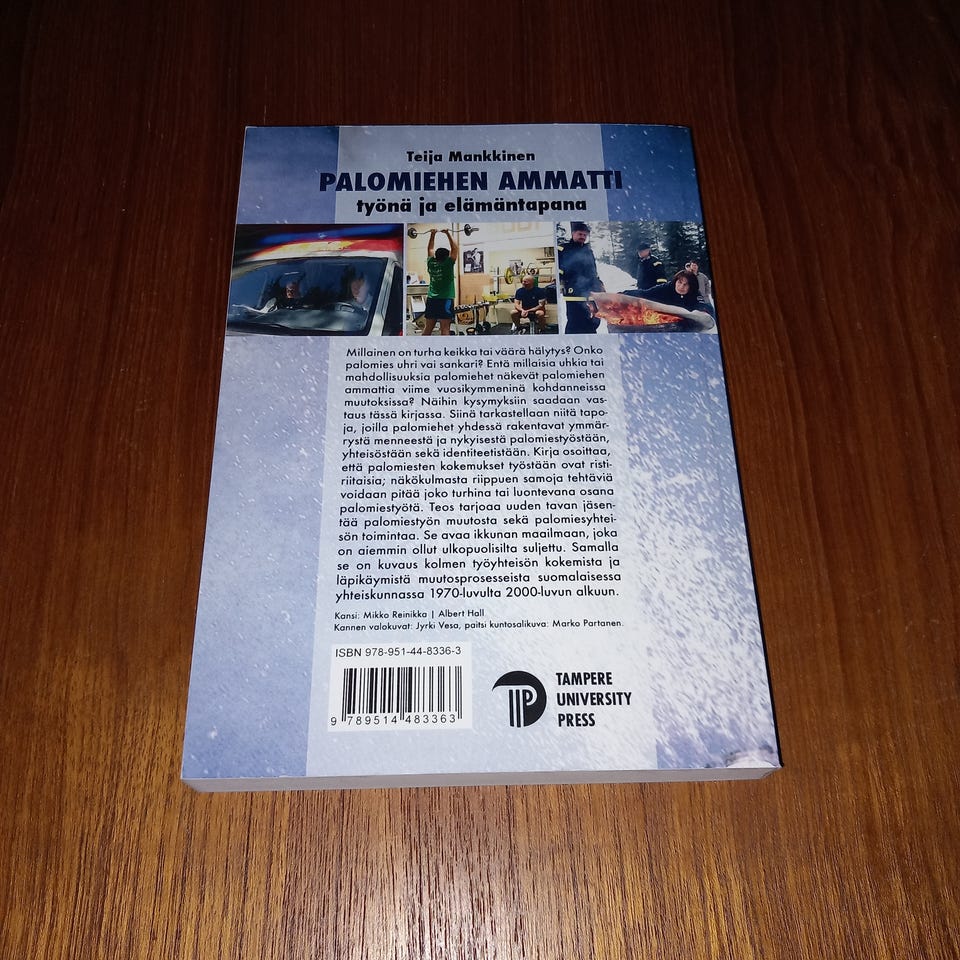 Teija Mankkinen
PALOMIEHEN AMMATTI
työnä ja elämäntapana
Millainen on turha keikka tai väärä hälytys? Onko
palomies uhri vai sankari? Entä millaisia uhkia tai
mahdollisuuksia palomiehet näkevät palomiehen
ammattia viime vuosikymmeninä kohdanneissa
muutoksissa? Näihin kysymyksiin saadaan vas-
taus tässä kirjassa. Siinä tarkastellaan niitä tapo-
ja, joilla palomiehet yhdessä rakentavat ymmär-
rystä menneestä ja nykyisestä palomiestyöstään,
yhteisöstään sekä identiteetistään. Kirja osoittaa,
että palomiesten kokemukset työstään ovat risti-
riitaisia; näkökulmasta riippuen samoja tehtäviä
voidaan pitää joko turhina tai luontevana osana
palomiestyötä. Teos tarjoaa uuden tavan jäsen-
tää palomiestyön muutosta sekä palomiesyhtei-
sön toimintaa. Se avaa ikkunan maailmaan, joka
on aiemmin ollut ulkopuolisilta suljettu. Samalla
se on kuvaus kolmen työyhteisön kokemista ja
läpikäymistä muutosprosesseista suomalaisessa
yhteiskunnassa 1970-luvulta 2000-luvun alkuun.
Kansi: Mikko Reinikka | Albert Hall
Kannen valokuvat: Jyrki Vesa, paitsi kuntosalikuva: Marko Partanen.
ISBN 978-951-44-8336-3
9 789514 483363
TAMPERE
UNIVERSITY
PRESS